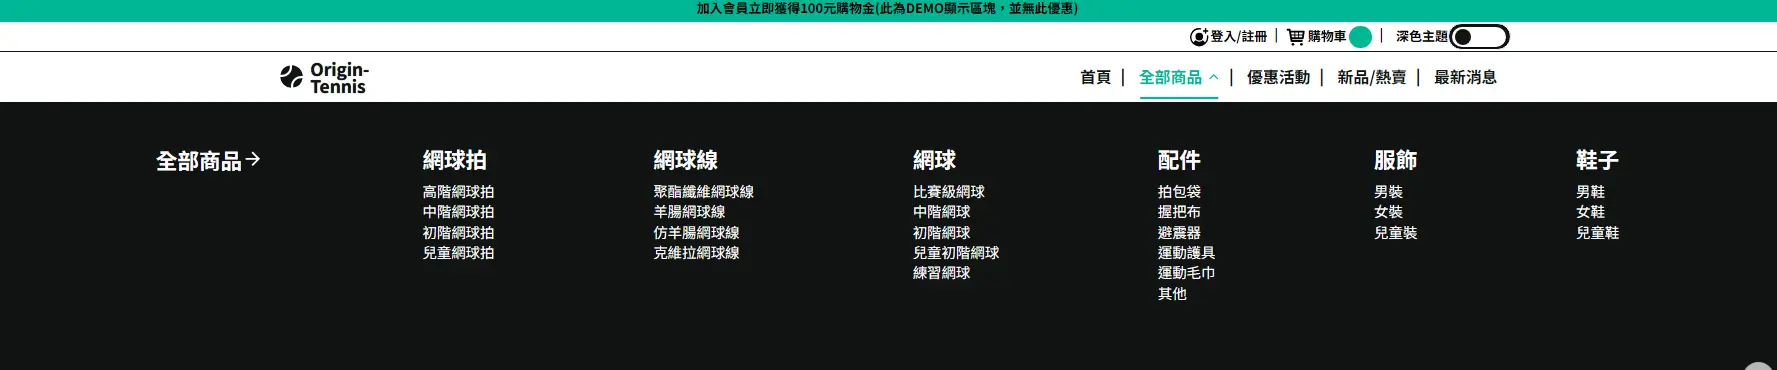 加入會員立即獲得100元購物金(此為DEMO顯示區塊，並無此優惠)
登入/註冊 | 購物車 | 深色主題
Origin-
Tennis
首頁 | 全部商品 | 優惠活動 | 新品/熱賣 | 最新消息
全部商品→
網球拍
高階網球拍
中階網球拍
初階網球拍
兒童網球拍
網球線
聚酯纖維網球線
羊腸網球線
仿羊腸網球線
克維拉網球線
網球
比賽級網球
中階網球
初階網球
兒童初階網球
練習網球
配件
拍包袋
握把布
避震器
運動護具
運動毛巾
其他
服飾
男裝
女裝
兒童裝
鞋子
男鞋
女鞋
兒童鞋